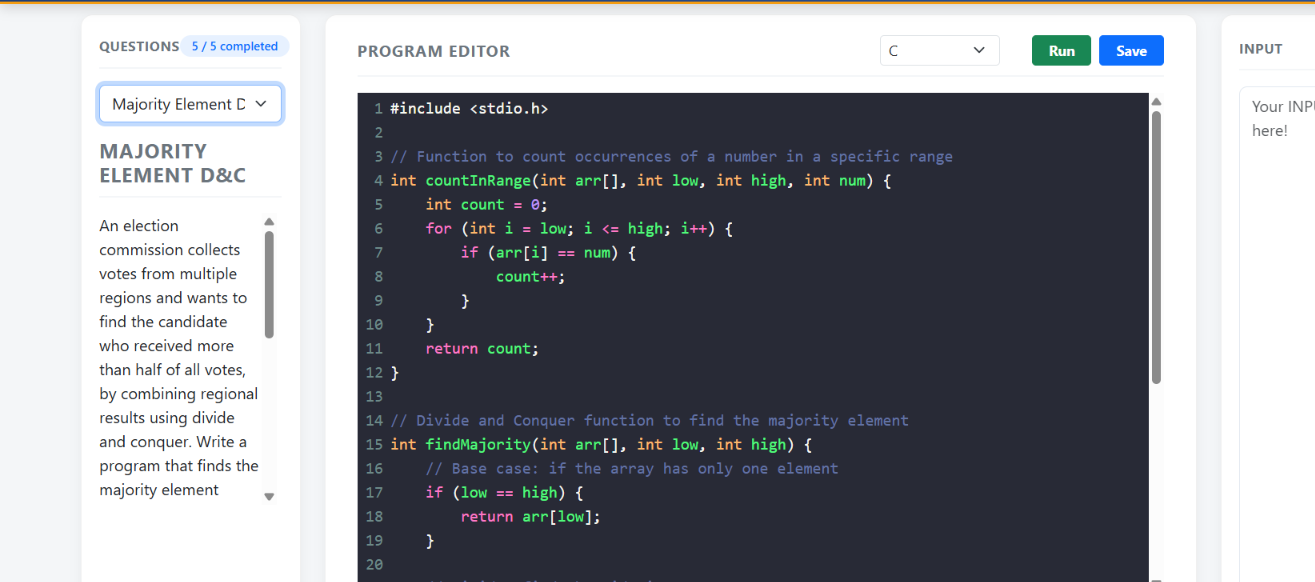 QUESTIONS 5 / 5 completed
Majority Element D
MAJORITY
ELEMENT D&C
An election
commission collects
votes from multiple
regions and wants to
find the candidate
who received more
than half of all votes,
by combining regional
results using divide
and conquer. Write a
program that finds the
majority element
PROGRAM EDITOR
C
Run
Save
1 #include <stdio.h>
2
3 // Function to count occurrences of a number in a specific range
4 int countInRange(int arr[], int low, int high, int num) {
5     int count = 0;
6     for (int i = low; i <= high; i++) {
7         if (arr[i] == num) {
8             count++;
9         }
10     }
11     return count;
12 }
13
14 // Divide and Conquer function to find the majority element
15 int findMajority(int arr[], int low, int high) {
16     // Base case: if the array has only one element
17     if (low == high) {
18         return arr[low];
19     }
20
INPUT
Your INPU
here!